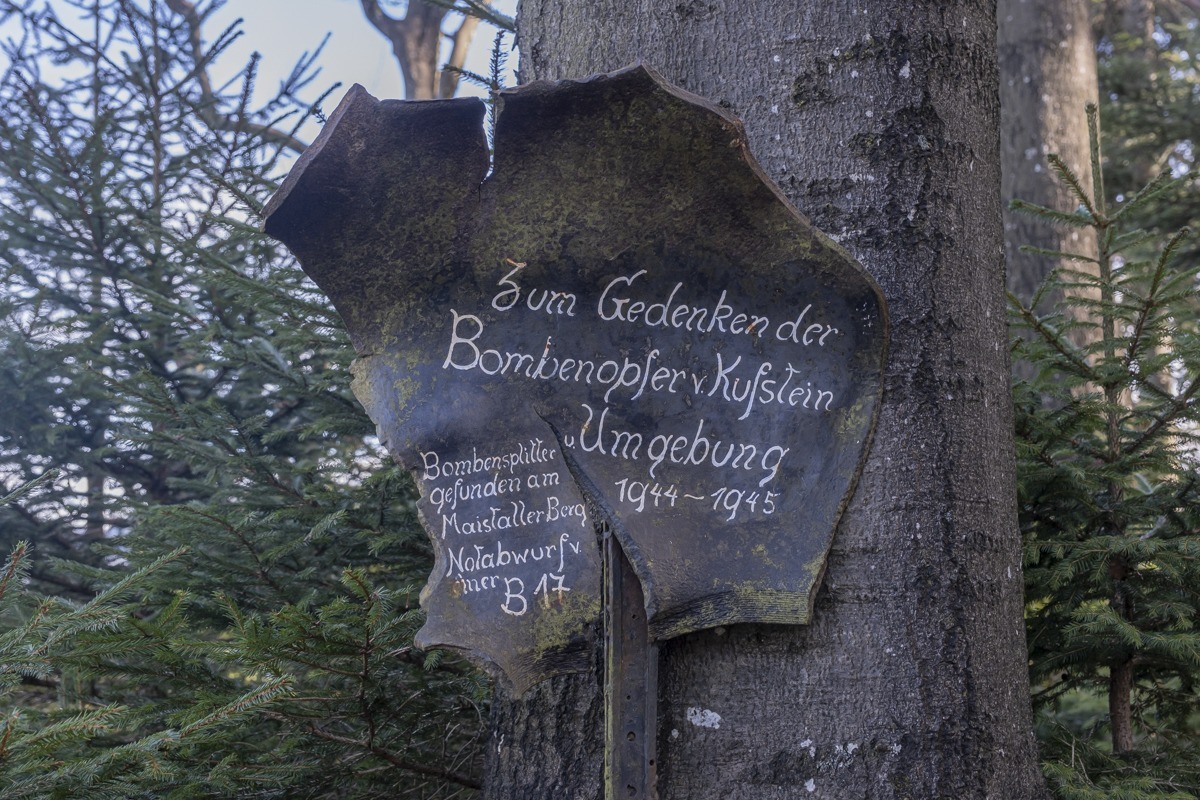 Zum Gedenken der
Bombenopfer v. Kufstein
u. Umgebung
1944 – 1945
Bombensplitter
gefunden am
Maistaller Berg
Notabwurf v.
einer B 17